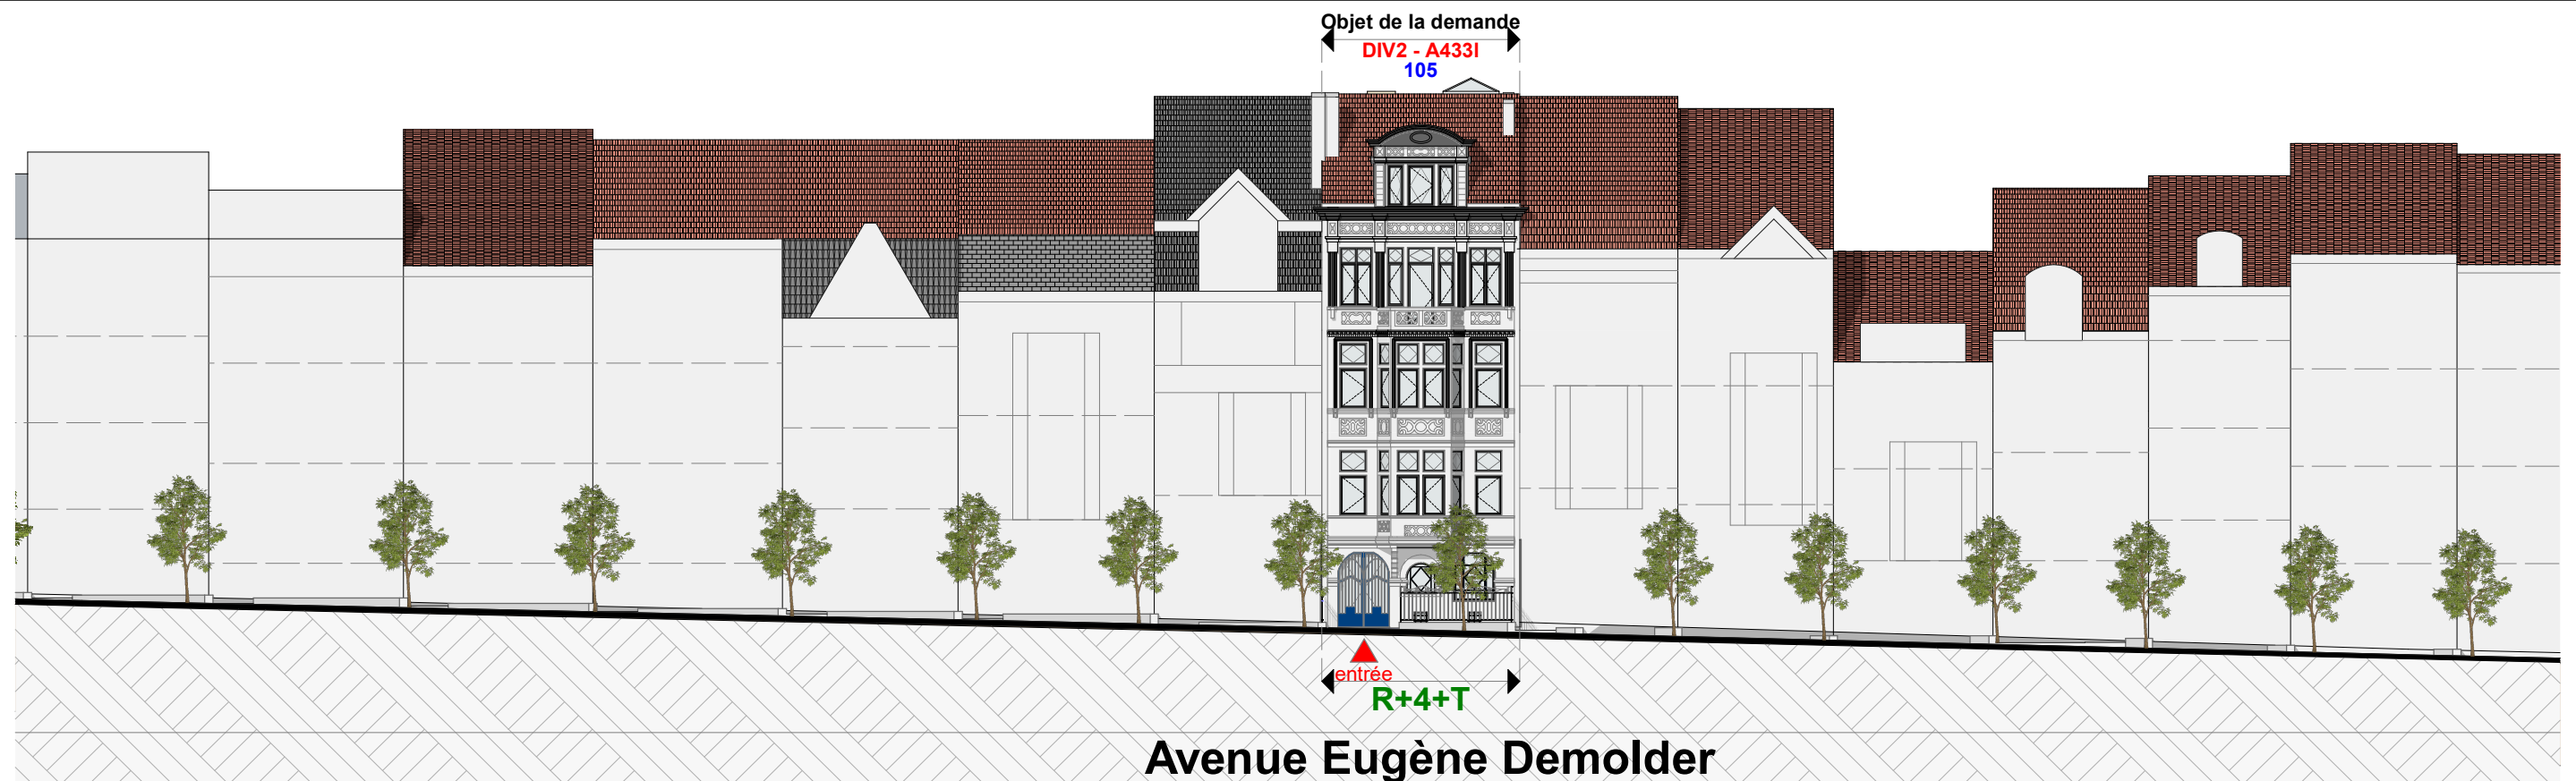 Objet de la demande
DIV2 - A433l
105
entrée
R+4+T
Avenue Eugène Demolder